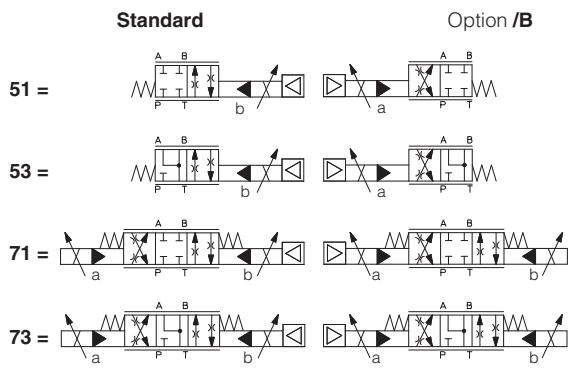 Standard Option /B
A B A B
51 =
b a
P T P T
A B A B
53 =
b a
P T P T
A B A B
71 =
a b a b
P T P T
A B A B
73 =
a b a b
P T P T